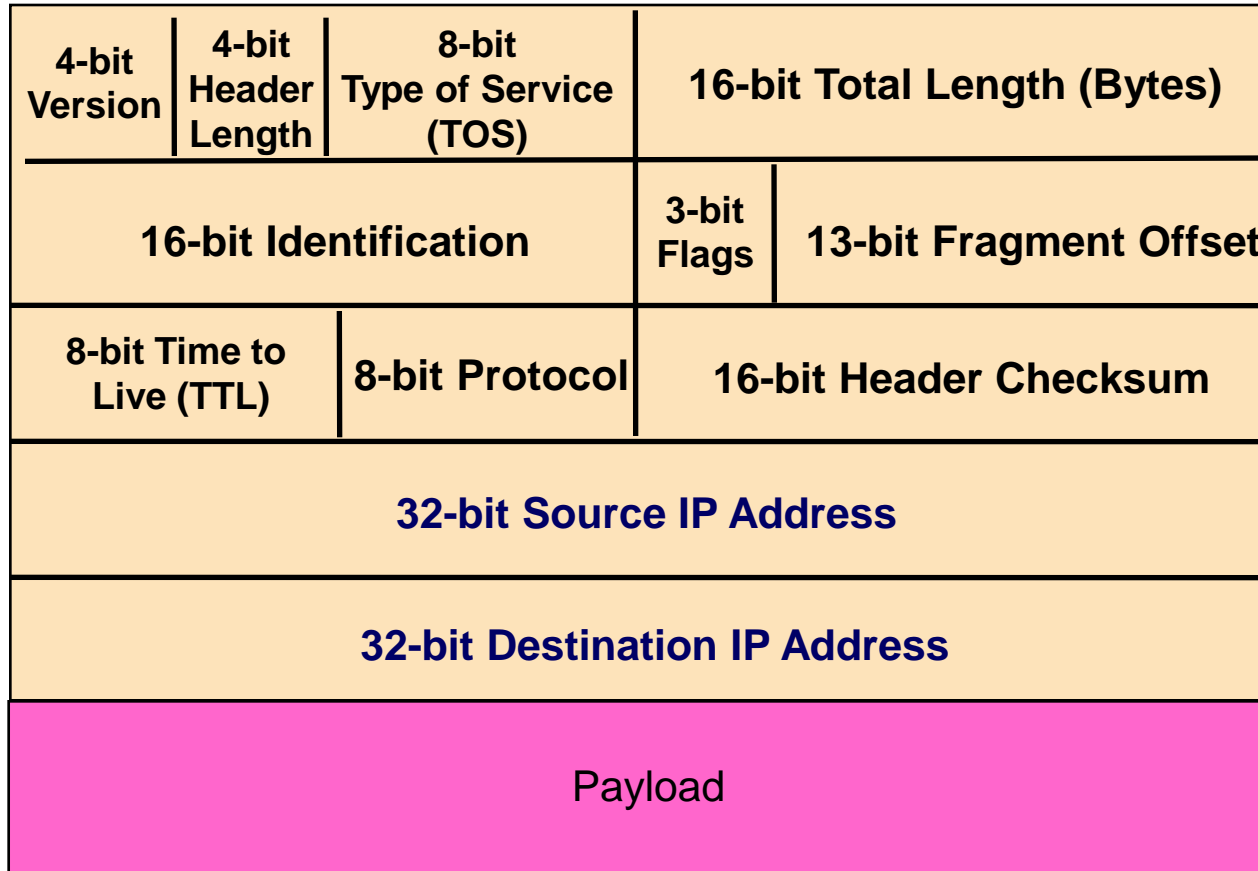 4-bit
Version
4-bit
Header
Length
8-bit
Type of Service
(TOS)
16-bit Total Length (Bytes)
16-bit Identification
3-bit
Flags
13-bit Fragment Offset
8-bit Time to
Live (TTL)
8-bit Protocol
16-bit Header Checksum
32-bit Source IP Address
32-bit Destination IP Address
Payload